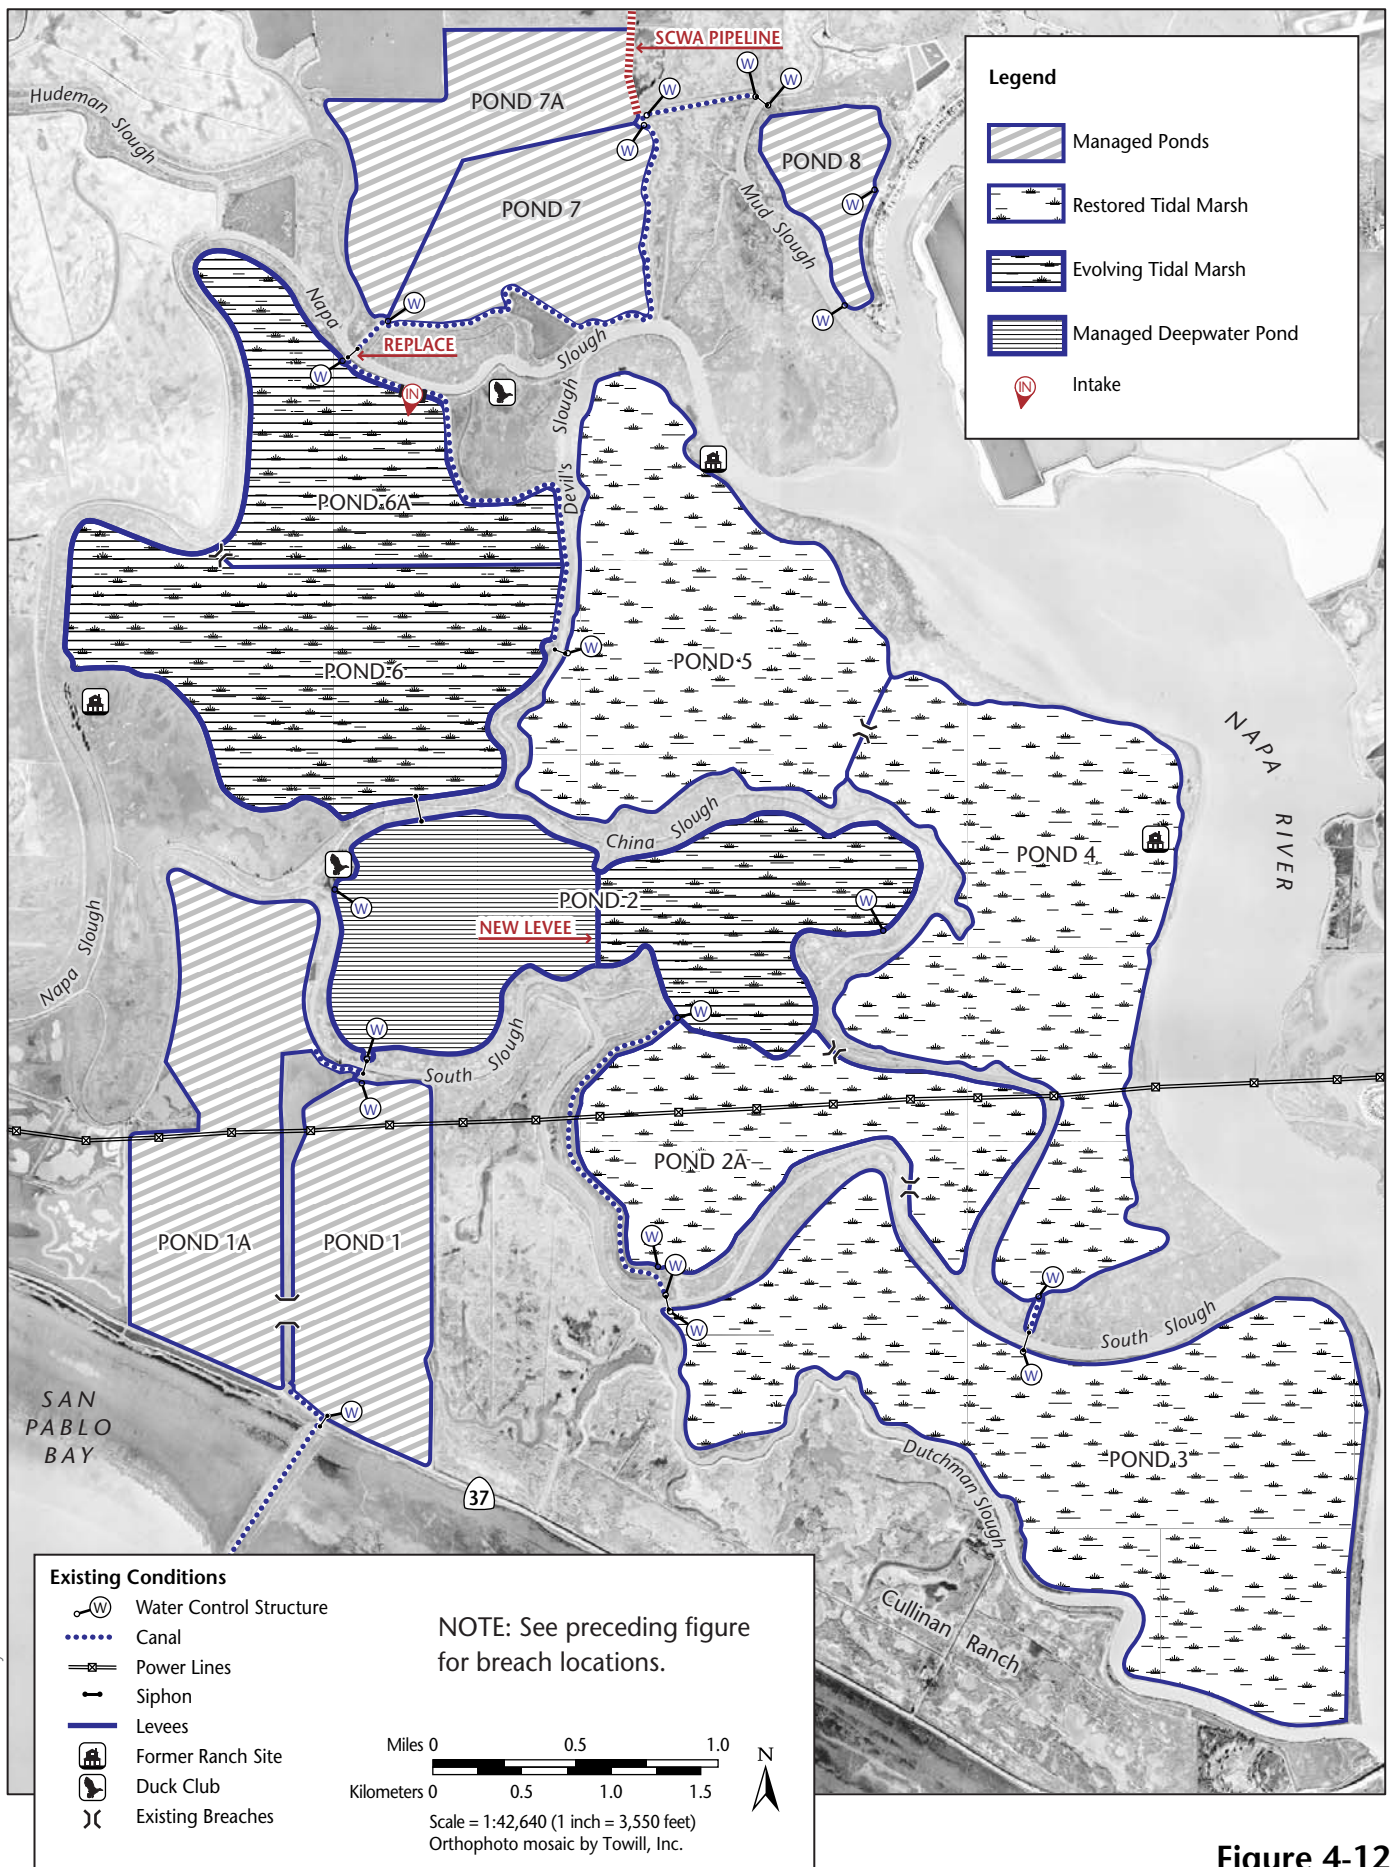 SCWA PIPELINE
W
W
W
W
POND 7A
Hudeman Slough
POND 8
W
POND 7
Mud Slough
Napa
W
W
REPLACE
Slough
W
IN
Slough
Devil's
POND 6A
W
POND 5
POND 6
NAPA
RIVER
China Slough
POND 4
POND 2
W
W
NEW LEVEE
Napa Slough
W
W
South Slough
W
POND 2A
POND 1A
POND 1
W
W
W
W
South Slough
W
SAN
PABLO
BAY
W
37
Dutchman Slough
POND 3
Cullinan Ranch
Legend
Managed Ponds
Restored Tidal Marsh
Evolving Tidal Marsh
Managed Deepwater Pond
IN Intake
Existing Conditions
W Water Control Structure
Canal
Power Lines
Siphon
Levees
Former Ranch Site
Duck Club
Existing Breaches
NOTE: See preceding figure
for breach locations.
Miles 0 0.5 1.0
Kilometers 0 0.5 1.0 1.5
N
Scale = 1:42,640 (1 inch = 3,550 feet)
Orthophoto mosaic by Towill, Inc.
Figure 4-12